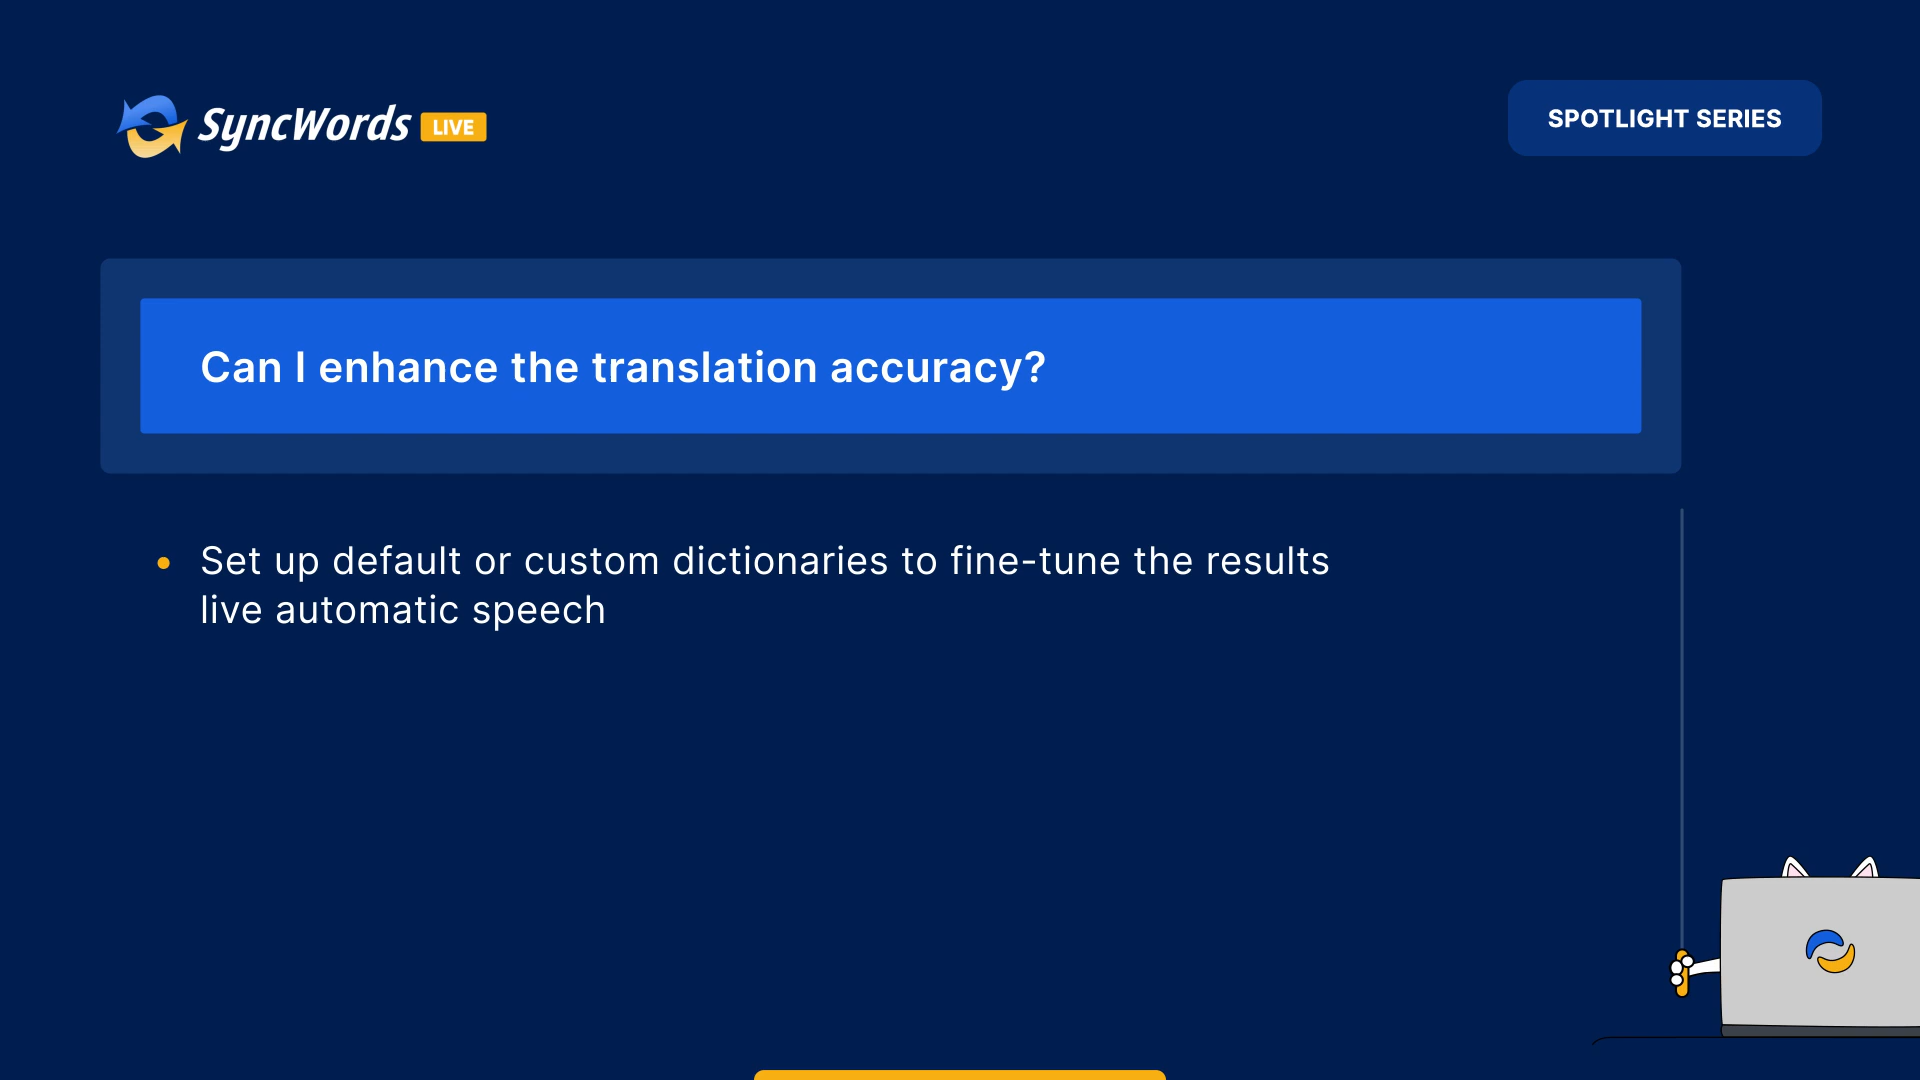 SyncWords LIVE
SPOTLIGHT SERIES
Can I enhance the translation accuracy?
Set up default or custom dictionaries to fine-tune the results
live automatic speech